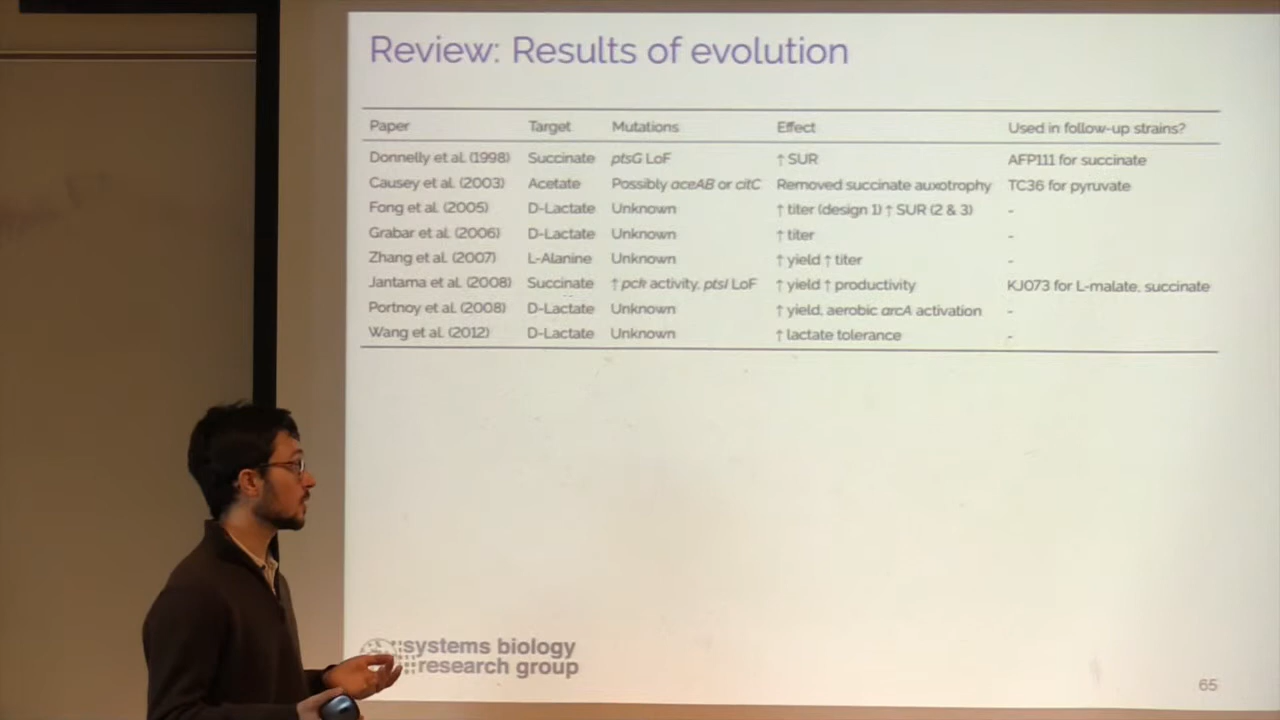 Review: Results of evolution
Paper Target Mutations Effect Used in follow-up strains?
Donnelly et al. (1998) Succinate ptsG LoF ↑ SUR AFP111 for succinate
Causey et al. (2003) Acetate Possibly aceAB or citC Removed succinate auxotrophy TC36 for pyruvate
Fong et al. (2005) D-Lactate Unknown ↑ titer (design 1) ↑ SUR (2 & 3) -
Grabar et al. (2006) D-Lactate Unknown ↑ titer -
Zhang et al. (2007) L-Alanine Unknown ↑ yield ↑ titer -
Jantama et al. (2008) Succinate ↑ pck activity, ptsI LoF ↑ yield ↑ productivity KJ073 for L-malate, succinate
Portnoy et al. (2008) D-Lactate Unknown ↑ yield, aerobic arcA activation -
Wang et al. (2012) D-Lactate Unknown ↑ lactate tolerance -
systems biology
research group
65